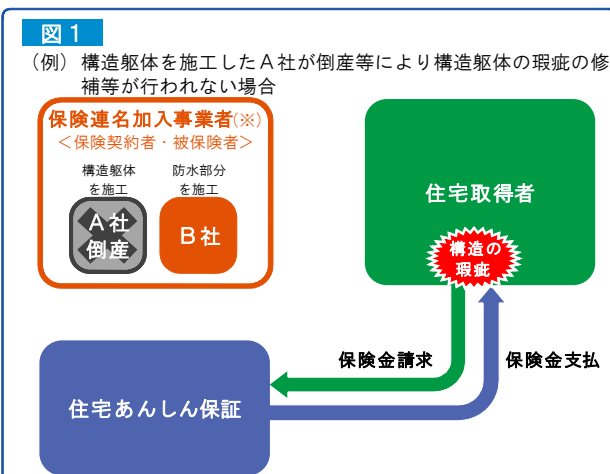 図1
（例）構造躯体を施工したA社が倒産等により構造躯体の瑕疵の修
補等が行われない場合
保険連名加入事業者(※)
＜保険契約者・被保険者＞
構造躯体
を施工
防水部分
を施工
A社
倒産
B社
住宅取得者
構造の
瑕疵
保険金請求
保険金支払
住宅あんしん保証